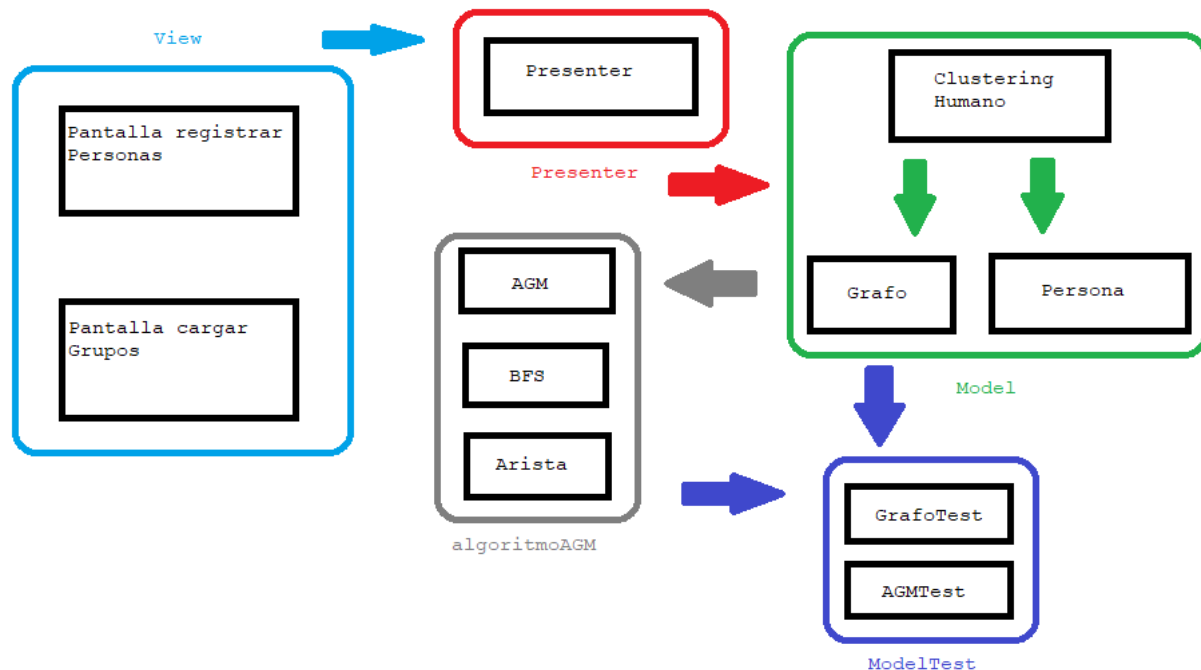 View
Pantalla registrar
Personas
Pantalla cargar
Grupos
Presenter
Presenter
Clustering
Humano
Grafo
Persona
Model
AGM
BFS
Arista
algoritmoAGM
GrafoTest
AGMTest
ModelTest